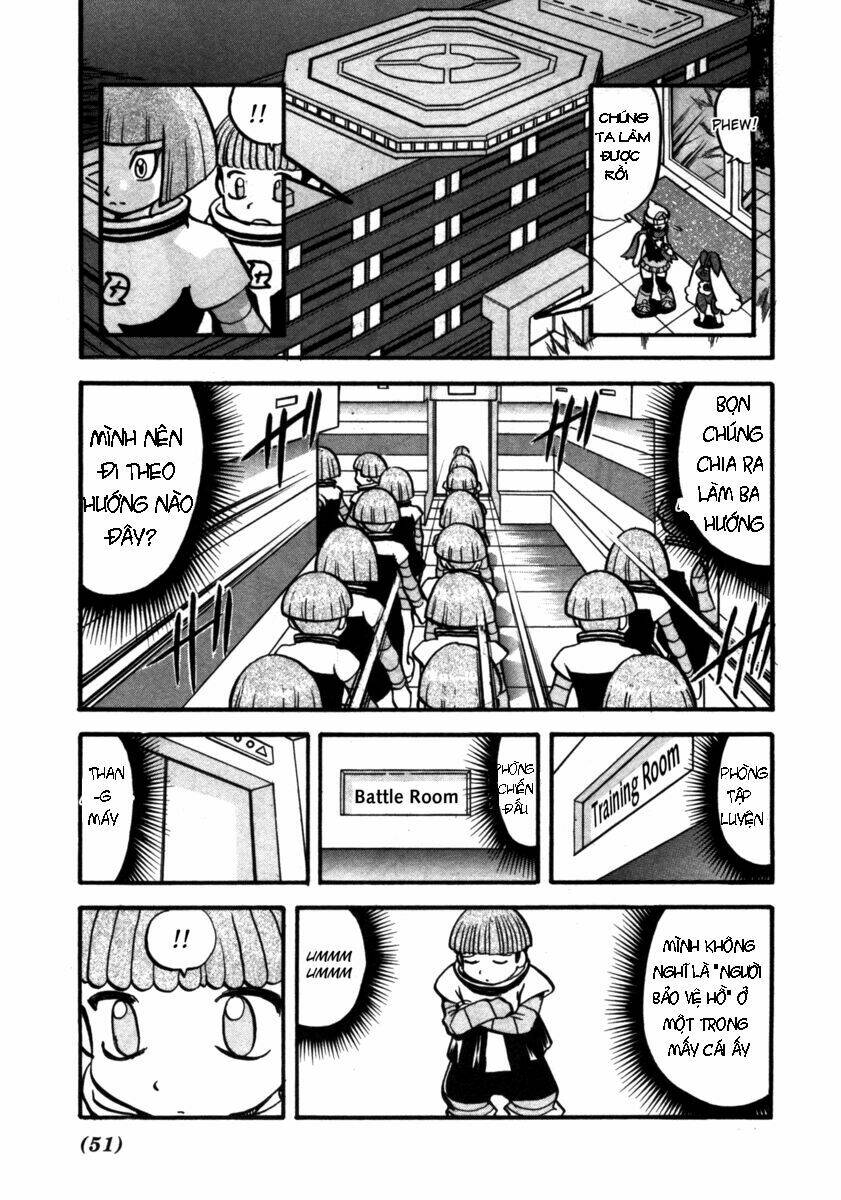 PHEW!
CHÚNG
TA LÀM
ĐƯỢC
RỒI
!!
BỌN
CHÚNG
CHIA RA
LÀM BA
HƯỚNG
MÌNH NÊN
ĐI THEO
HƯỚNG NÀO
ĐÂY?
PHÒNG
TẬP
LUYỆN
Training Room
PHÒNG
CHIẾN
ĐẤU
Battle Room
THAN
-G
MÁY
MÌNH KHÔNG
NGHĨ LÀ "NGƯỜI
BẢO VỆ HỒ" Ở
MỘT TRONG
MẤY CÁI ẤY
UMMM
UMMM
!!
(51)